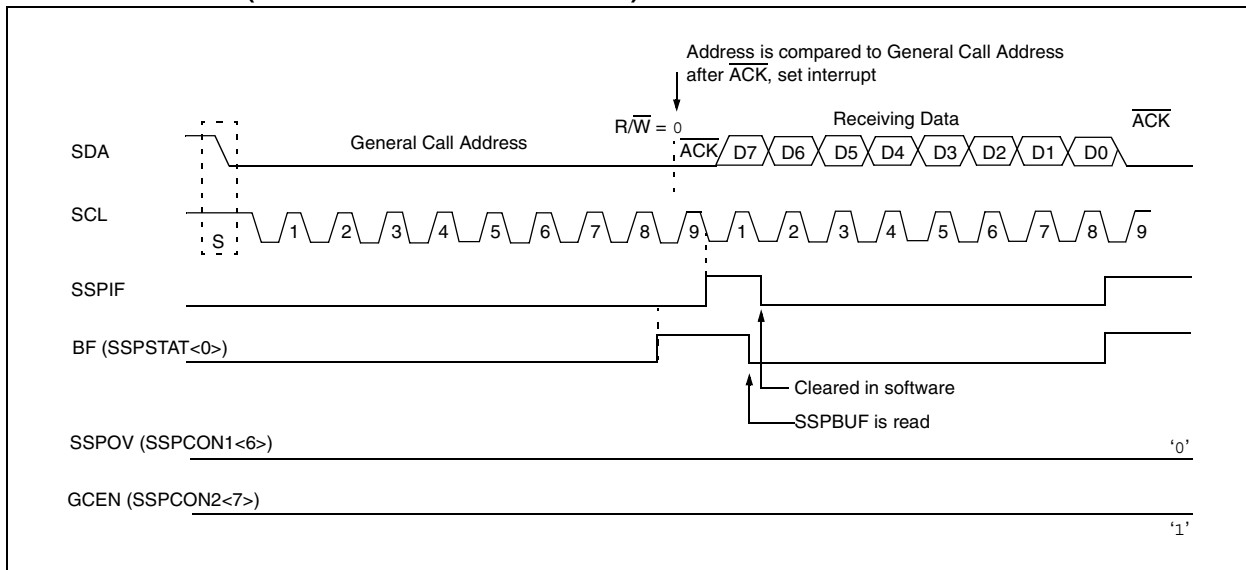 Address is compared to General Call Address
after A̅C̅K̅, set interrupt
R/W̅ = 0
Receiving Data
A̅C̅K̅
SDA
General Call Address
A̅C̅K̅ D7 D6 D5 D4 D3 D2 D1 D0
SCL
S
1 2 3 4 5 6 7 8 9 1 2 3 4 5 6 7 8 9
SSPIF
BF (SSPSTAT<0>)
Cleared in software
SSPBUF is read
SSPOV (SSPCON1<6>)
‘0’
GCEN (SSPCON2<7>)
‘1’